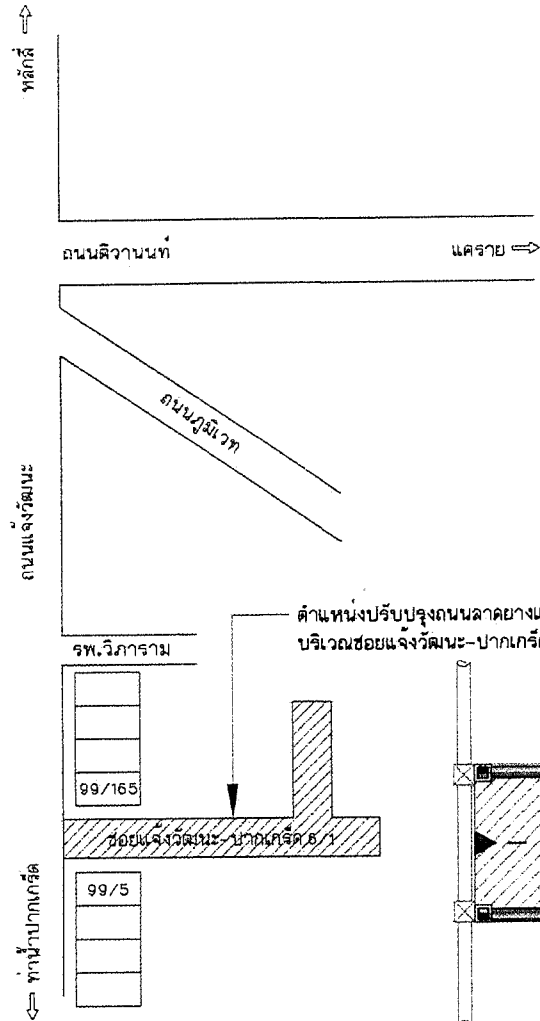 หลักสี่
ถนนติวานนท์
แคราย
ถนนภูมิเวท
ถนนแจ้งวัฒนะ
ตำแหน่งปรับปรุงถนนลาดยางแ
บริเวณซอยแจ้งวัฒนะ-ปากเกร็ด
รพ.วิภาราม
99/165
ซอยแจ้งวัฒนะ-ปากเกร็ด 6/1
99/5
ท่าน้ำปากเกร็ด